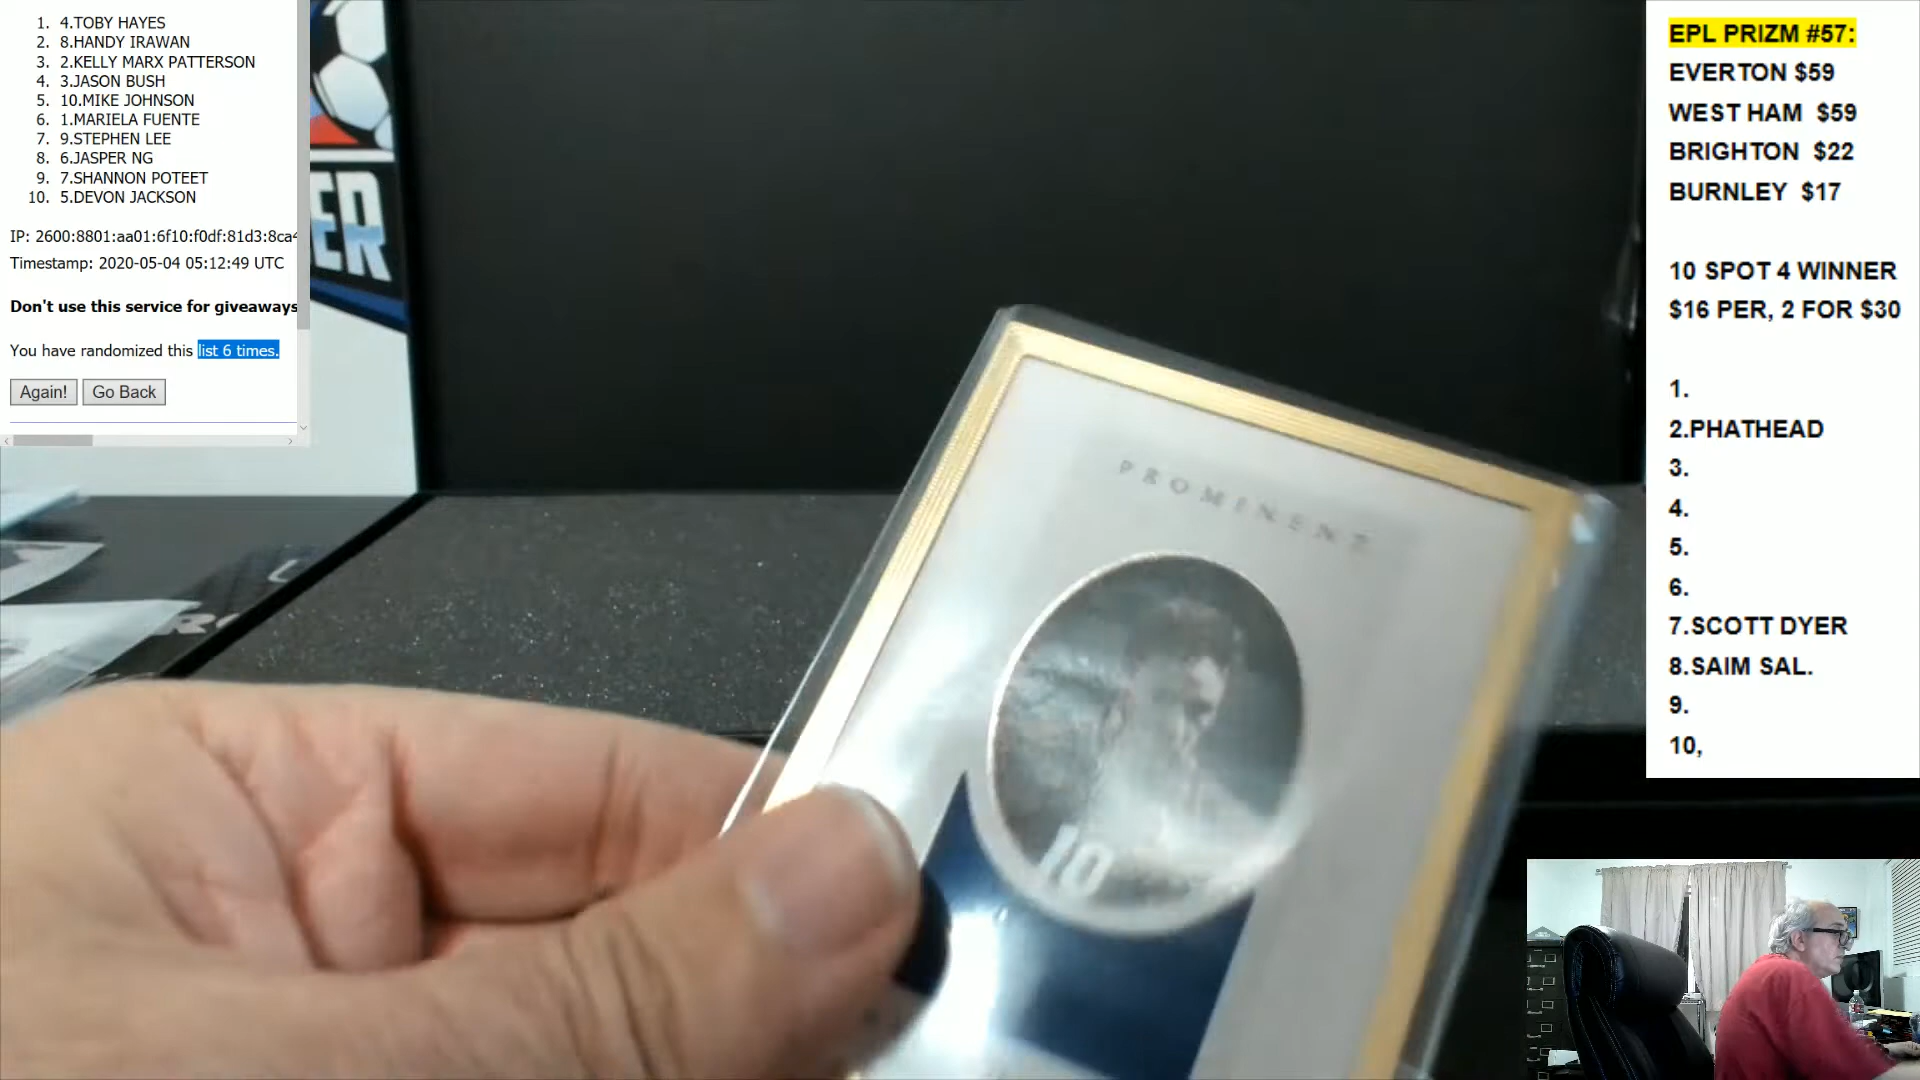 1. 4.TOBY HAYES
2. 8.HANDY IRAWAN
3. 2.KELLY MARX PATTERSON
4. 3.JASON BUSH
5. 10.MIKE JOHNSON
6. 1.MARIELA FUENTE
7. 9.STEPHEN LEE
8. 6.JASPER NG
9. 7.SHANNON POTEET
10. 5.DEVON JACKSON
IP: 2600:8801:aa01:6f10:f0df:81d3:8ca4
Timestamp: 2020-05-04 05:12:49 UTC
Don't use this service for giveaways
You have randomized this list 6 times.
Again! Go Back
ER
PROMINENT
10
EPL PRIZM #57:
EVERTON $59
WEST HAM $59
BRIGHTON $22
BURNLEY $17
10 SPOT 4 WINNER
$16 PER, 2 FOR $30
1.
2.PHATHEAD
3.
4.
5.
6.
7.SCOTT DYER
8.SAIM SAL.
9.
10,